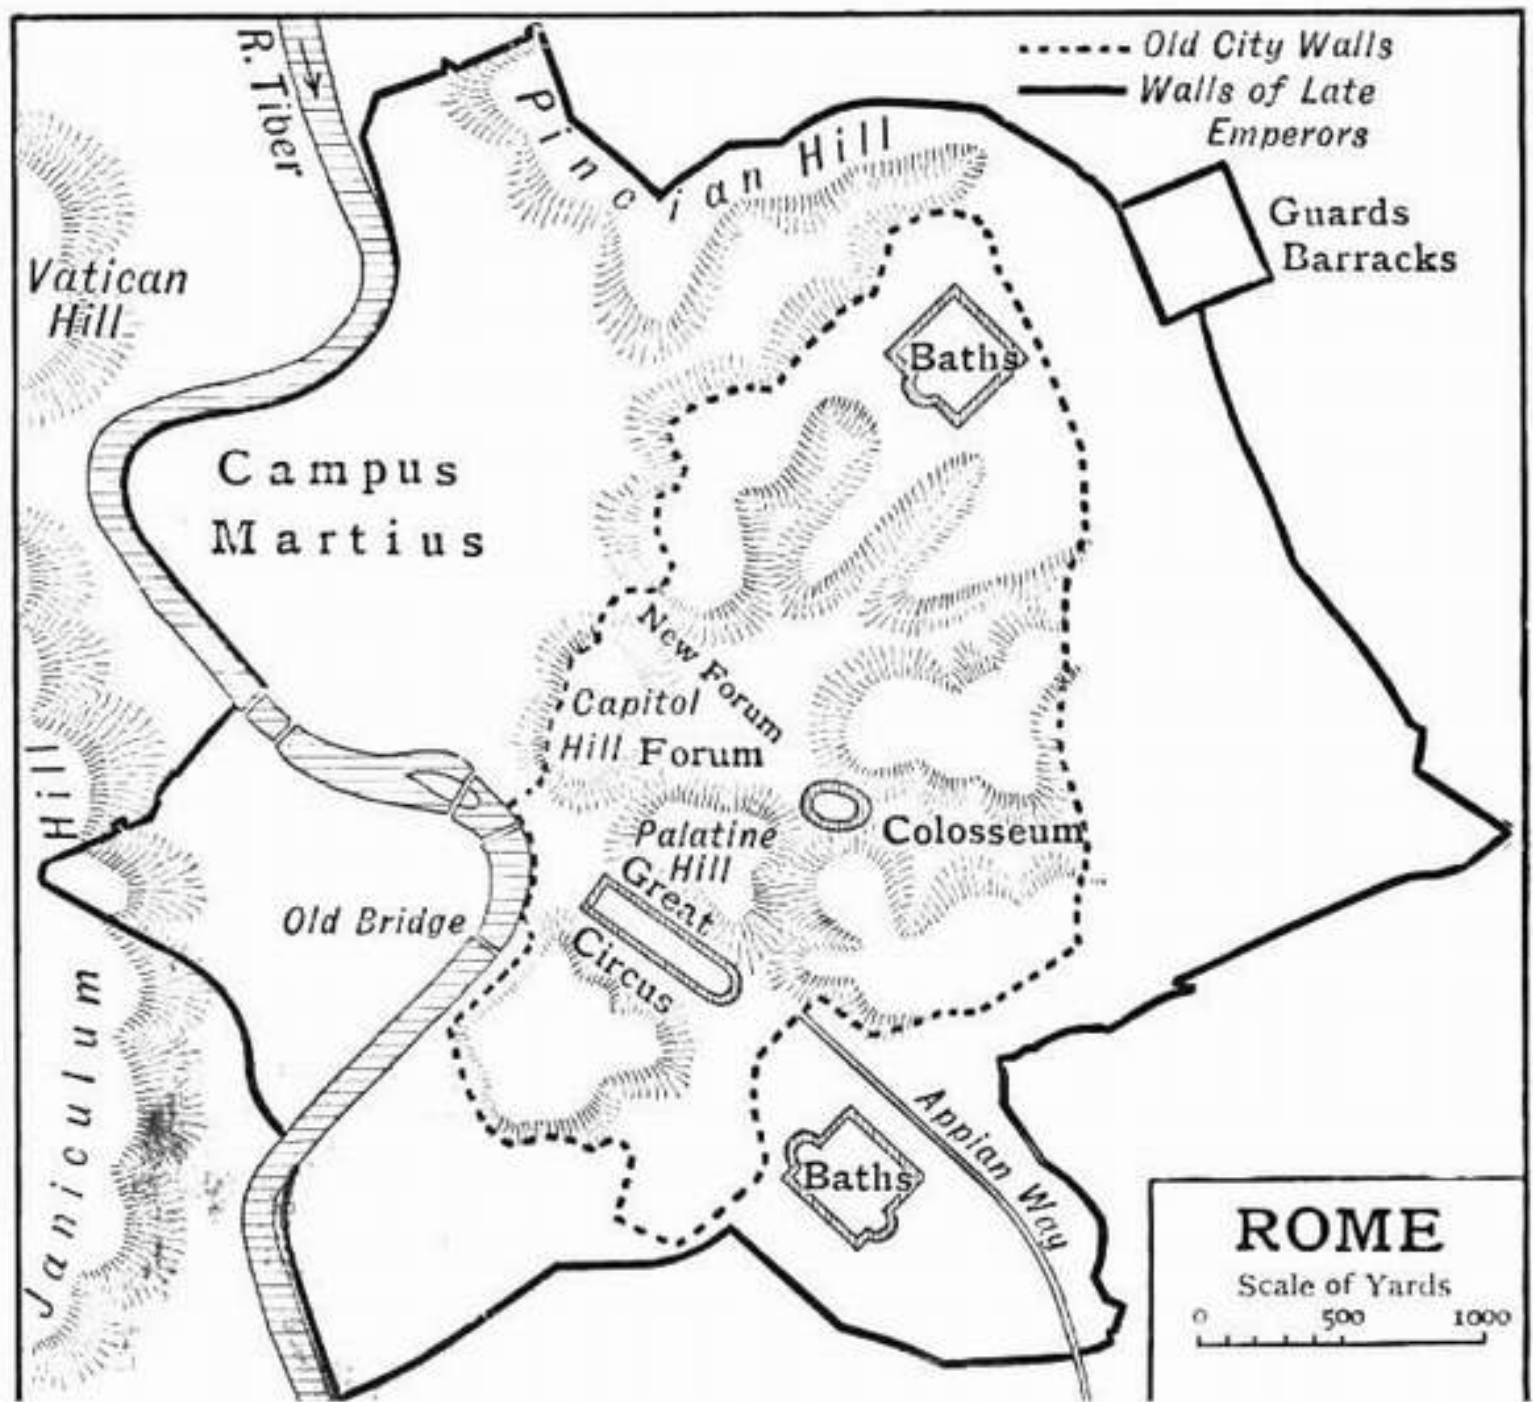 R. Tiber
Old City Walls
Walls of Late
Emperors
Pincian Hill
Guards
Barracks
Vatican
Hill
Baths
Campus
Martius
New Forum
Capitol
Hill
Forum
Colosseum
Palatine
Hill
Great
Circus
Old Bridge
Janiculum
Hill
Appian Way
Baths
ROME
Scale of Yards
0 500 1000